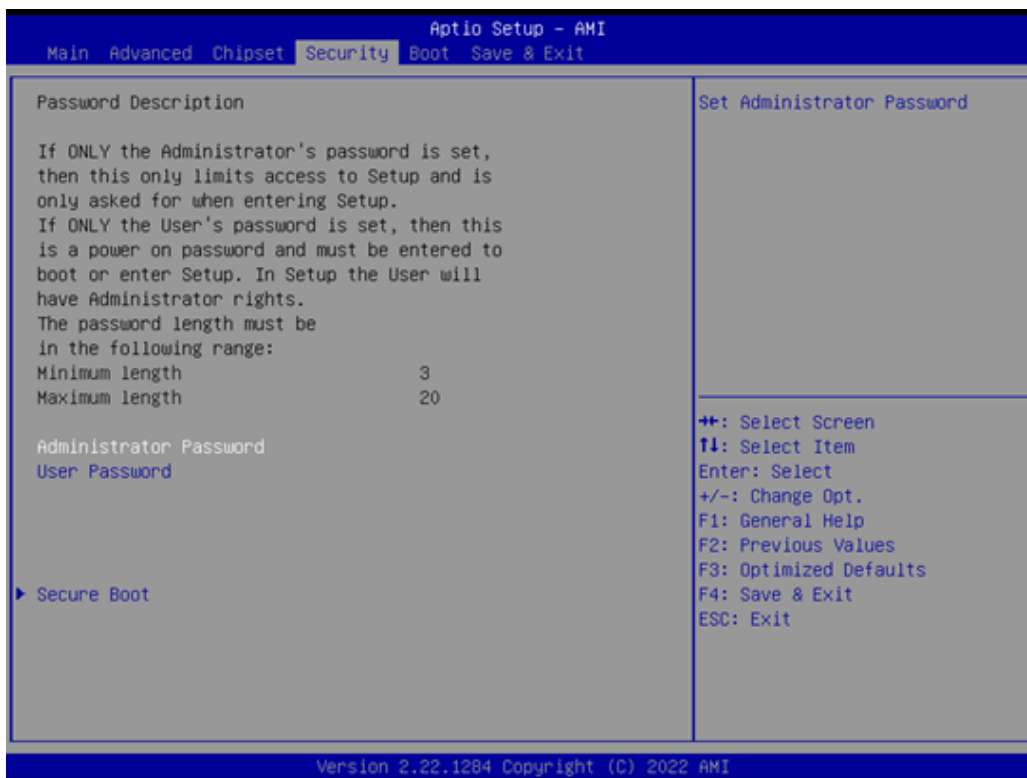 Aptio Setup - AMI
Main Advanced Chipset Security Boot Save & Exit
Password Description
If ONLY the Administrator's password is set,
then this only limits access to Setup and is
only asked for when entering Setup.
If ONLY the User's password is set, then this
is a power on password and must be entered to
boot or enter Setup. In Setup the User will
have Administrator rights.
The password length must be
in the following range:
Minimum length 3
Maximum length 20
Administrator Password
User Password
Secure Boot
Set Administrator Password
→←: Select Screen
↑↓: Select Item
Enter: Select
+/-: Change Opt.
F1: General Help
F2: Previous Values
F3: Optimized Defaults
F4: Save & Exit
ESC: Exit
Version 2.22.1284 Copyright (C) 2022 AMI